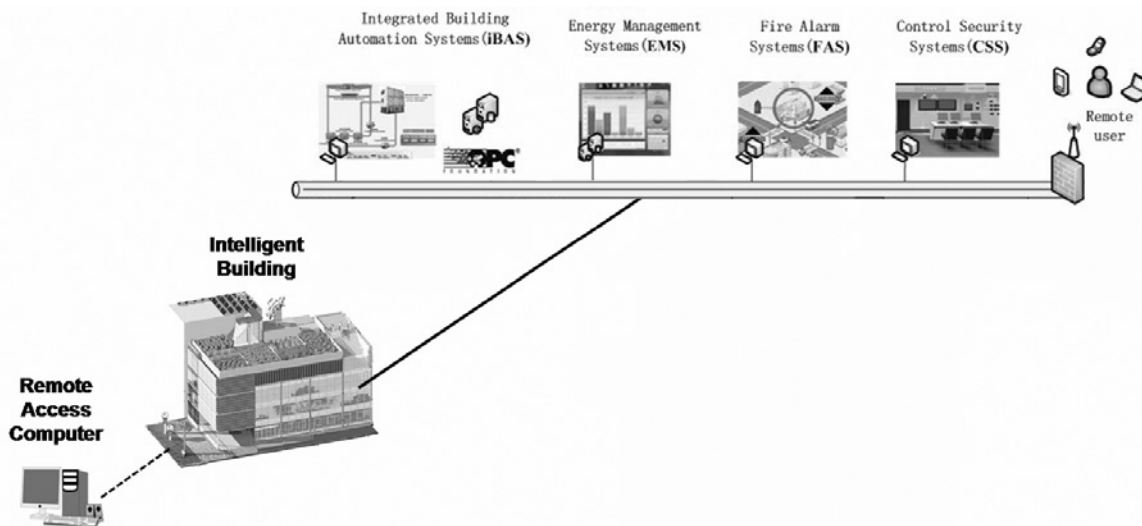 Integrated Building
Automation Systems(iBAS)
Energy Management
Systems(EMS)
Fire Alarm
Systems(FAS)
Control Security
Systems(CSS)
OPC®
FOUNDATION
Remote
user
Intelligent
Building
Remote
Access
Computer